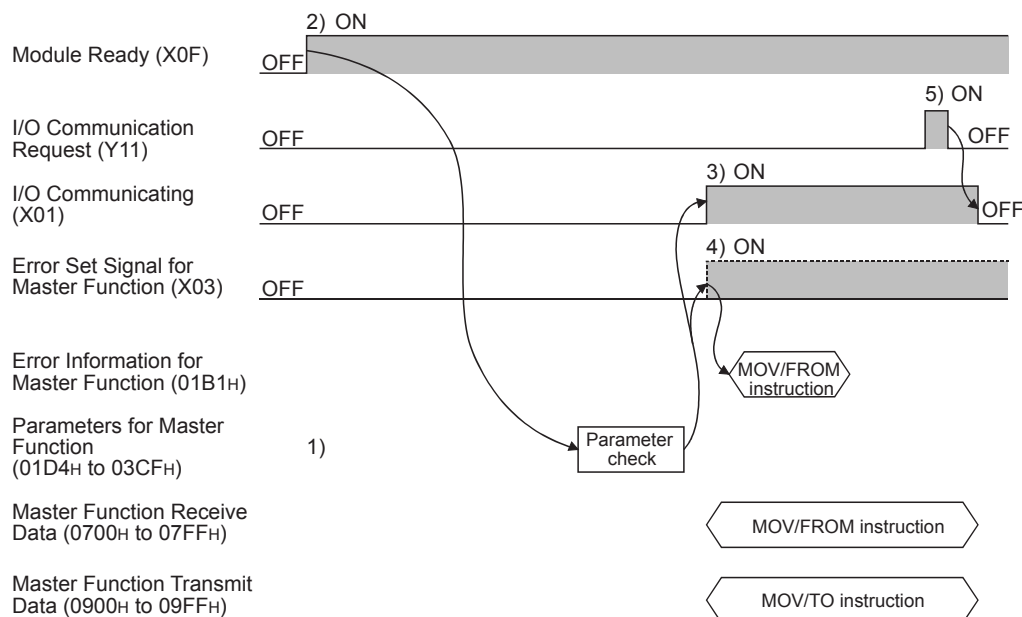 2) ON
Module Ready (X0F)
OFF
5) ON
I/O Communication
Request (Y11)
OFF
OFF
3) ON
I/O Communicating
(X01)
OFF
OFF
4) ON
Error Set Signal for
Master Function (X03)
OFF
Error Information for
Master Function (01B1H)
MOV/FROM
instruction
Parameters for Master
Function
(01D4H to 03CFH)
1)
Parameter
check
Master Function Receive
Data (0700H to 07FFH)
MOV/FROM instruction
Master Function Transmit
Data (0900H to 09FFH)
MOV/TO instruction